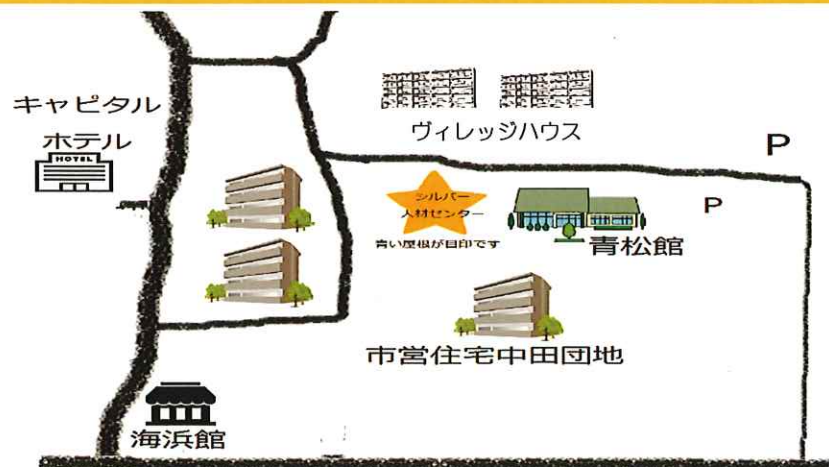 キャピタル
ホテル
HOTEL
ヴィレッジハウス
P
シルバー
人材センター
青い屋根が目印です
P
青松館
市営住宅中田団地
海浜館